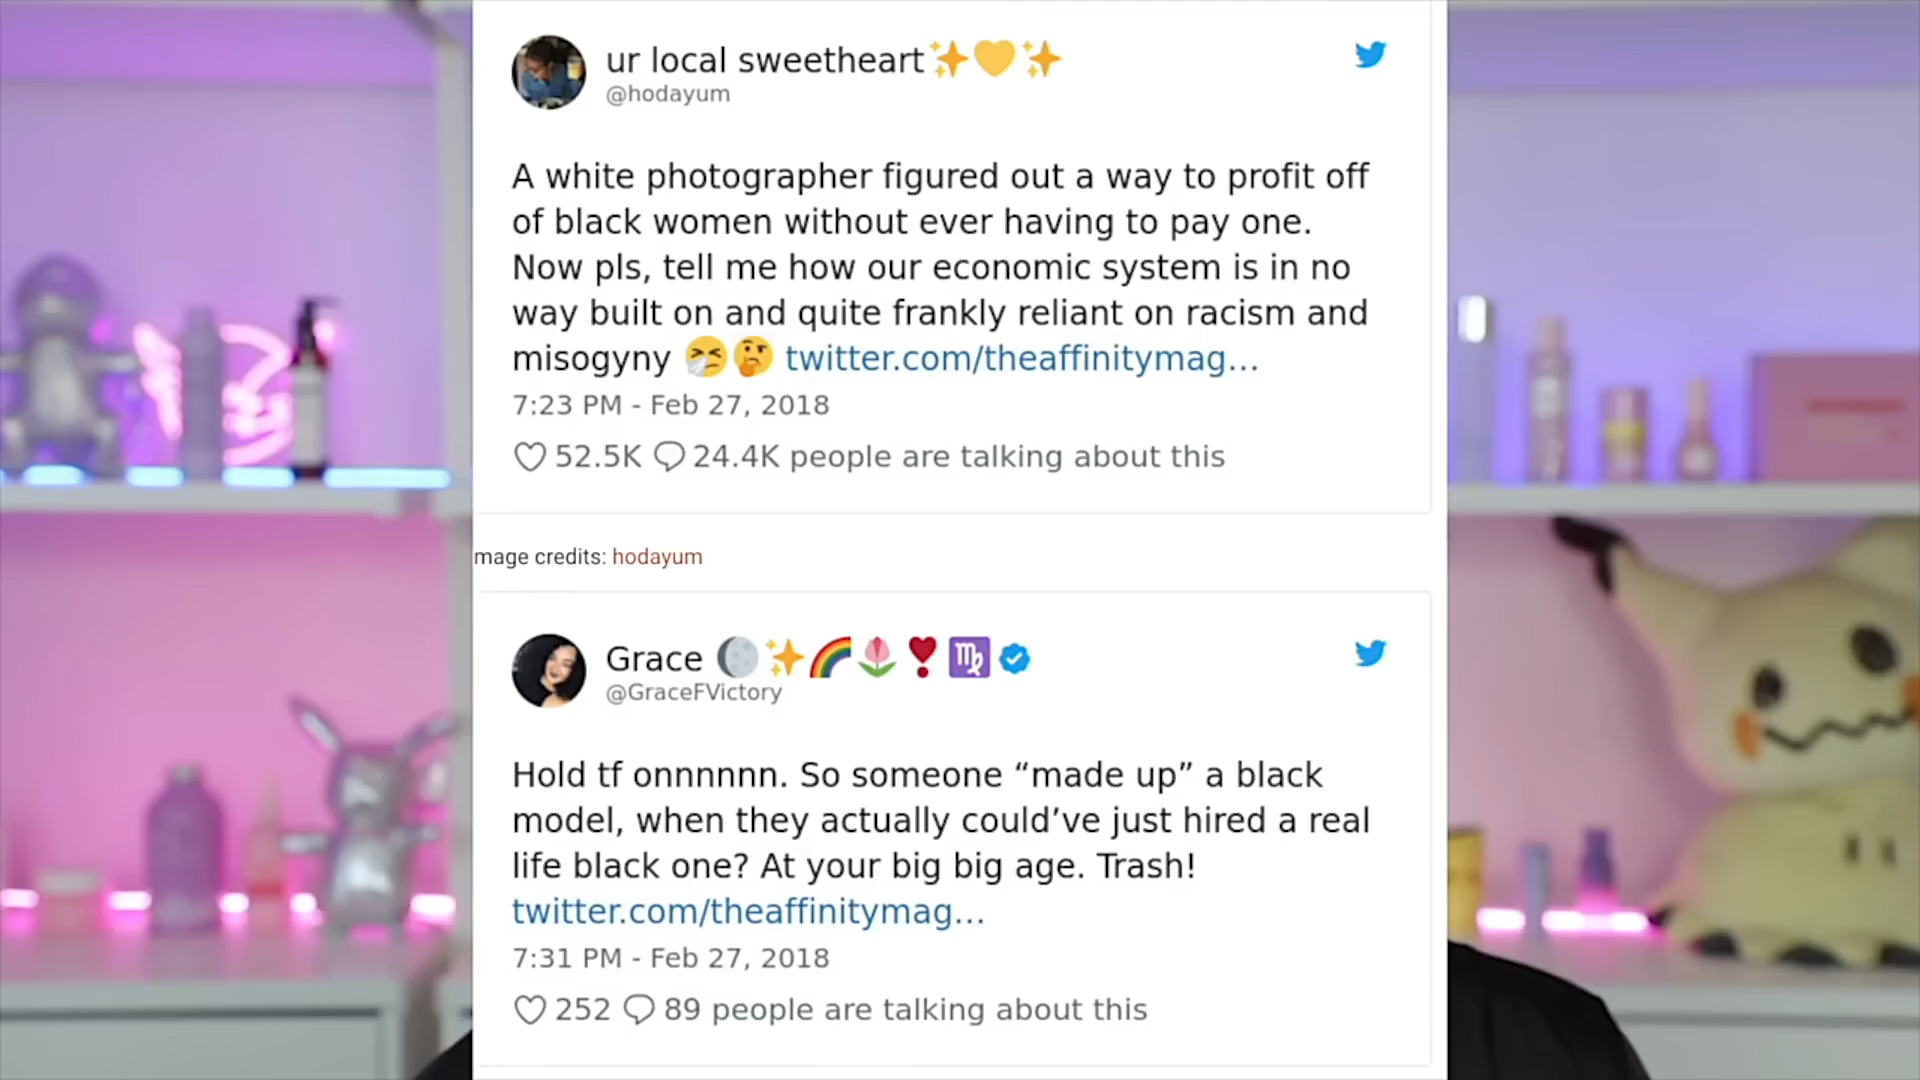 ur local sweetheart✨💛✨
@hodayum
A white photographer figured out a way to profit off
of black women without ever having to pay one.
Now pls, tell me how our economic system is in no
way built on and quite frankly reliant on racism and
misogyny 🤧🤔 twitter.com/theaffinitymag...
7:23 PM - Feb 27, 2018
52.5K 24.4K people are talking about this
mage credits: hodayum
Grace 🌔✨🌈🌷❣️♍
@GraceFVictory
Hold tf onnnnnn. So someone “made up” a black
model, when they actually could’ve just hired a real
life black one? At your big big age. Trash!
twitter.com/theaffinitymag...
7:31 PM - Feb 27, 2018
252 89 people are talking about this